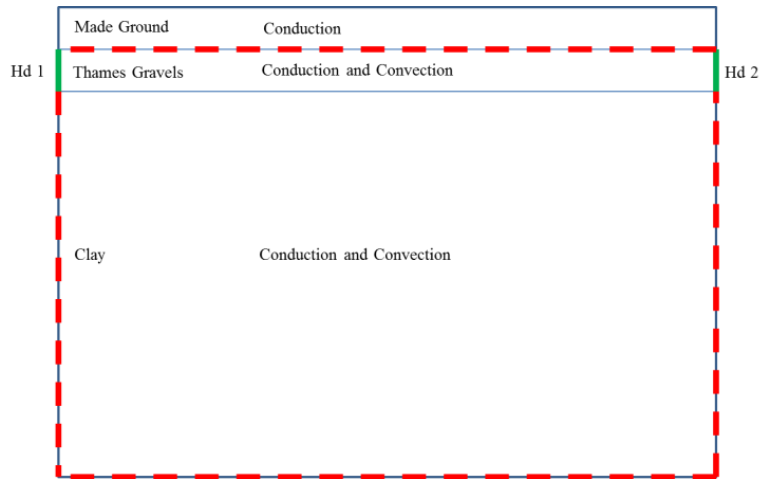 Made Ground Conduction
Hd 1 Thames Gravels Conduction and Convection Hd 2
Clay Conduction and Convection